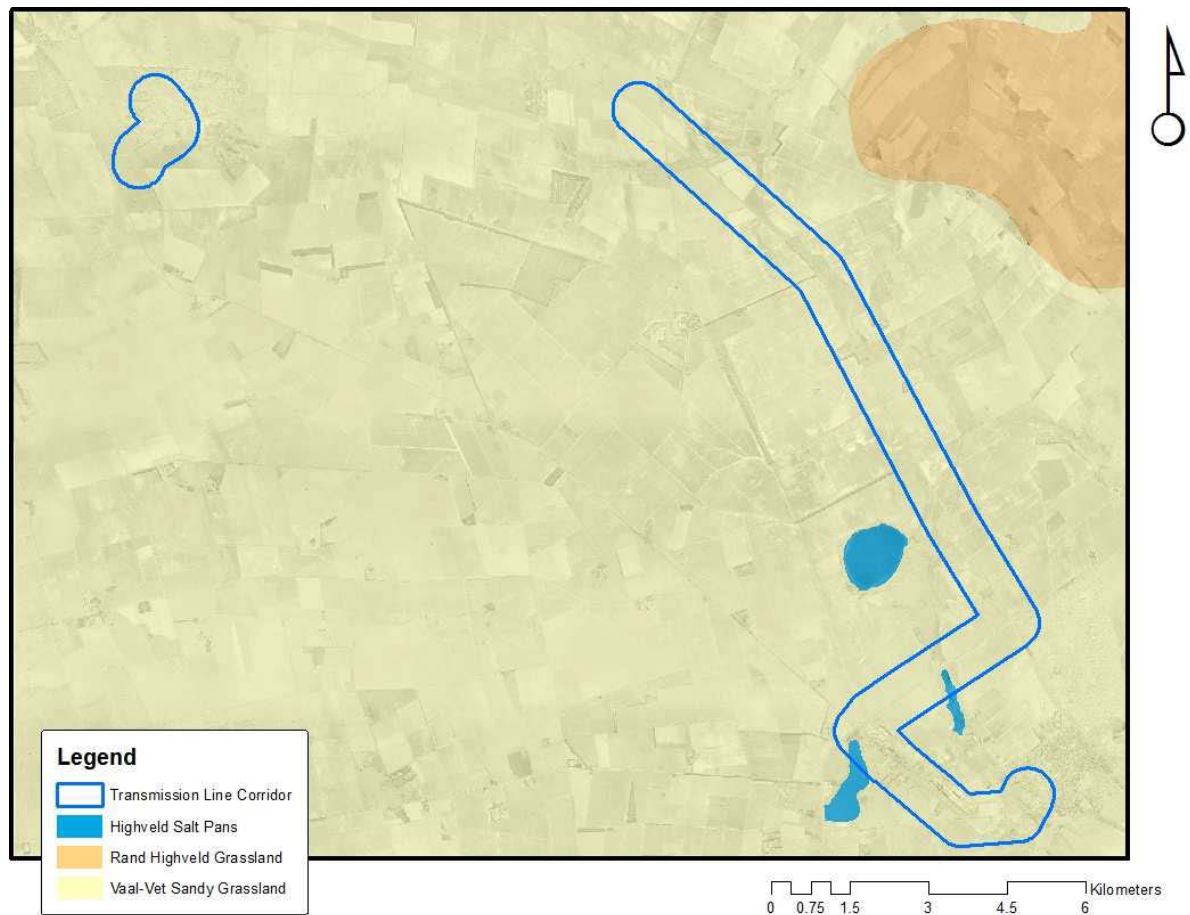 Legend
Transmission Line Corridor
Highveld Salt Pans
Rand Highveld Grassland
Vaal-Vet Sandy Grassland
Kilometers
0 0.75 1.5 3 4.5 6